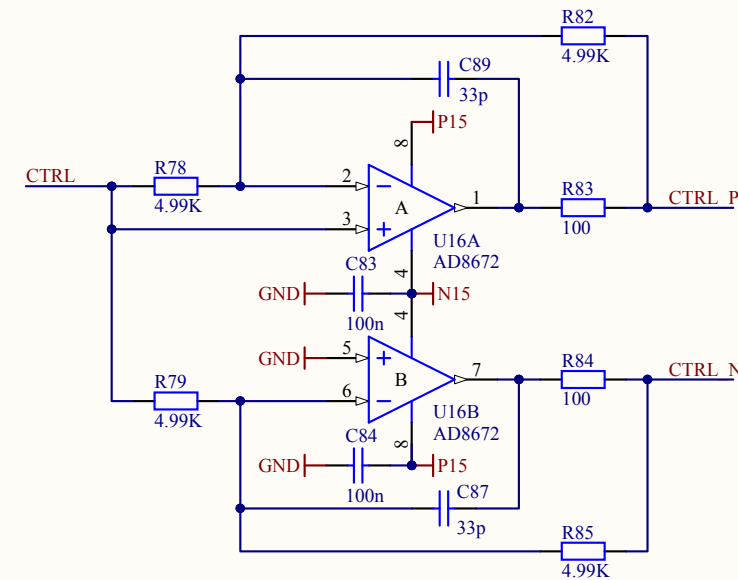 R82
4.99K
C89
33p
P15
8
CTRL
R78
4.99K
2
3
A
1
R83
100
CTRL_P
U16A
AD8672
4
C83
GND
100n
N15
4
GND
5
6
B
7
R84
100
CTRL_N
R79
4.99K
U16B
AD8672
8
C84
GND
100n
P15
C87
33p
R85
4.99K